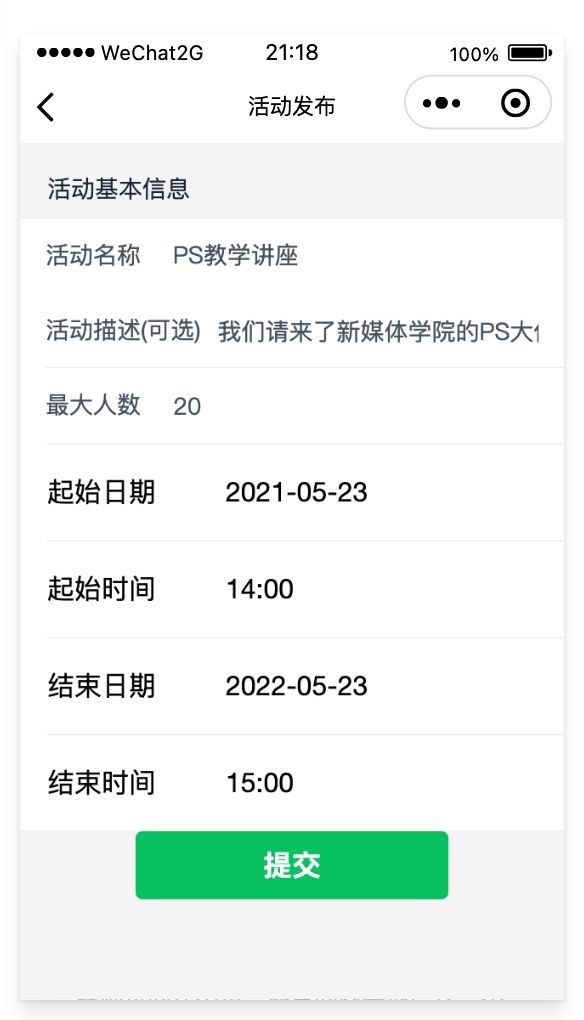 WeChat2G 21:18 100%
活动发布
活动基本信息
活动名称 PS教学讲座
活动描述(可选) 我们请来了新媒体学院的PS大
最大人数 20
起始日期 2021-05-23
起始时间 14:00
结束日期 2022-05-23
结束时间 15:00
提交